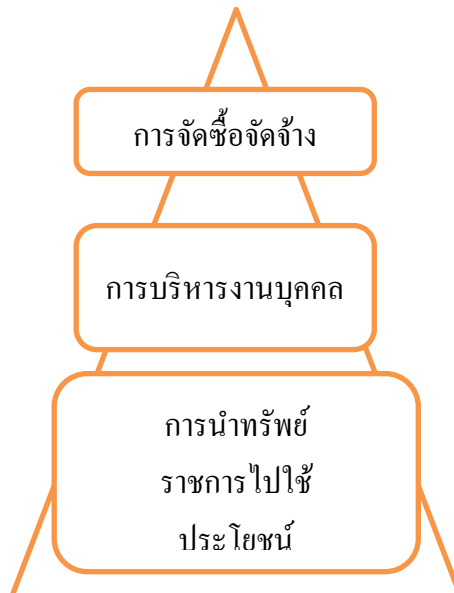 การจัดซื้อจัดจ้าง
การบริหารงานบุคคล
การนำทรัพย์
ราชการไปใช้
ประโยชน์